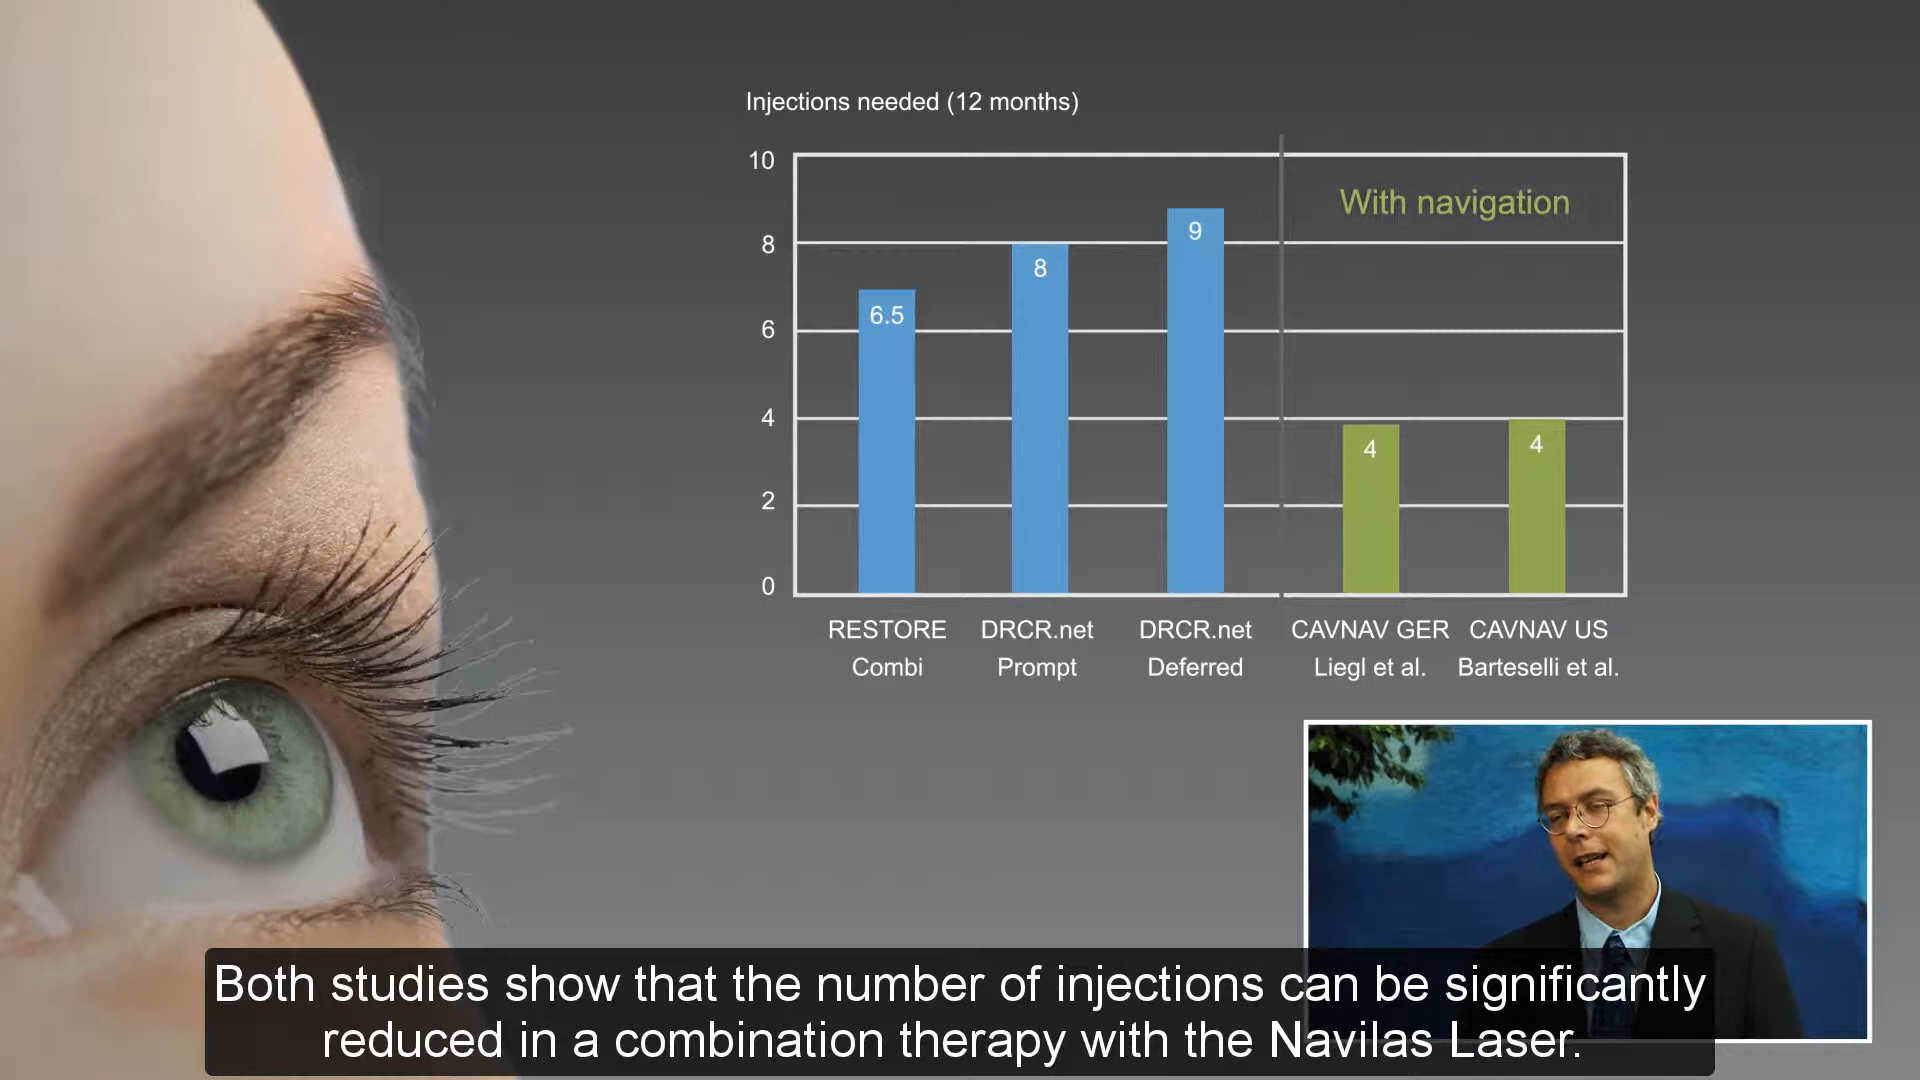 Injections needed (12 months)
10
8
6
4
2
0
With navigation
6.5
8
9
4
4
RESTORE
Combi
DRCR.net
Prompt
DRCR.net
Deferred
CAVNAV GER
Liegl et al.
CAVNAV US
Barteselli et al.
Both studies show that the number of injections can be significantly
reduced in a combination therapy with the Navilas Laser.